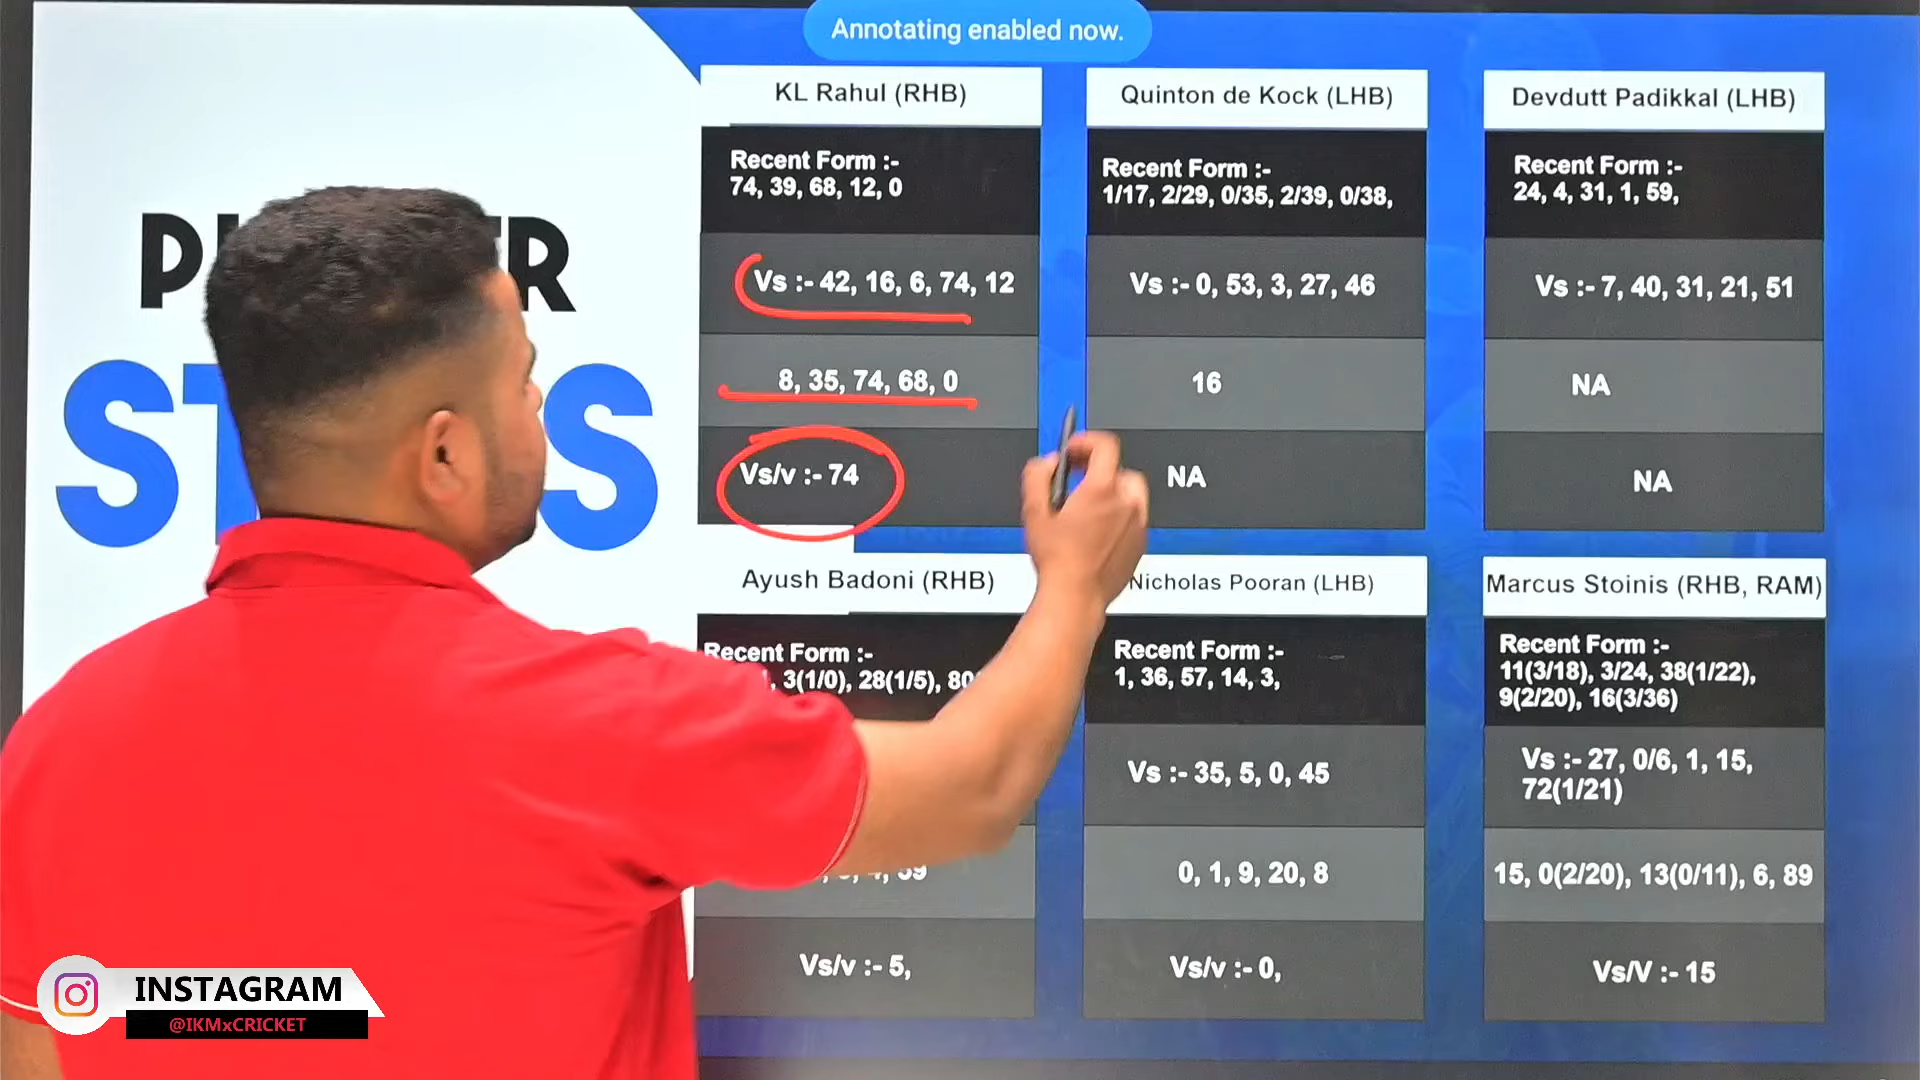 Annotating enabled now.
KL Rahul (RHB)
Recent Form :-
74, 39, 68, 12, 0
Vs :- 42, 16, 6, 74, 12
8, 35, 74, 68, 0
Vs/v :- 74
Quinton de Kock (LHB)
Recent Form :-
1/17, 2/29, 0/35, 2/39, 0/38,
Vs :- 0, 53, 3, 27, 46
16
NA
Devdutt Padikkal (LHB)
Recent Form :-
24, 4, 31, 1, 59,
Vs :- 7, 40, 31, 21, 51
NA
NA
Ayush Badoni (RHB)
Recent Form :-
3(1/0), 28(1/5),
Vs/v :- 5,
Nicholas Pooran (LHB)
Recent Form :-
1, 36, 57, 14, 3,
Vs :- 35, 5, 0, 45
0, 1, 9, 20, 8
Vs/v :- 0,
Marcus Stoinis (RHB, RAM)
Recent Form :-
11(3/18), 3/24, 38(1/22),
9(2/20), 16(3/36)
Vs :- 27, 0/6, 1, 15,
72(1/21)
15, 0(2/20), 13(0/11), 6, 89
Vs/V :- 15
INSTAGRAM
@IKMxCRICKET